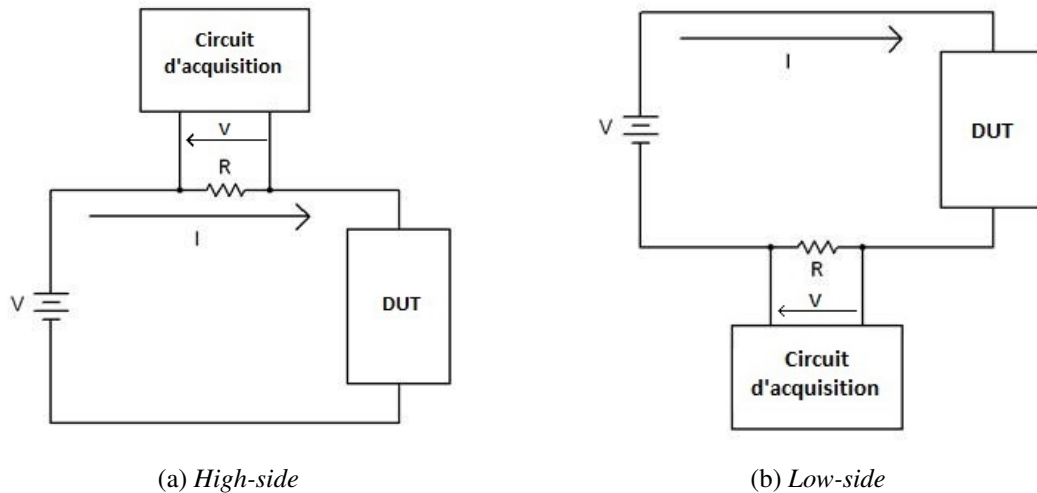 Circuit
d'acquisition
V
R
I
V
DUT
(a) High-side
I
V
DUT
R
V
Circuit
d'acquisition
(b) Low-side